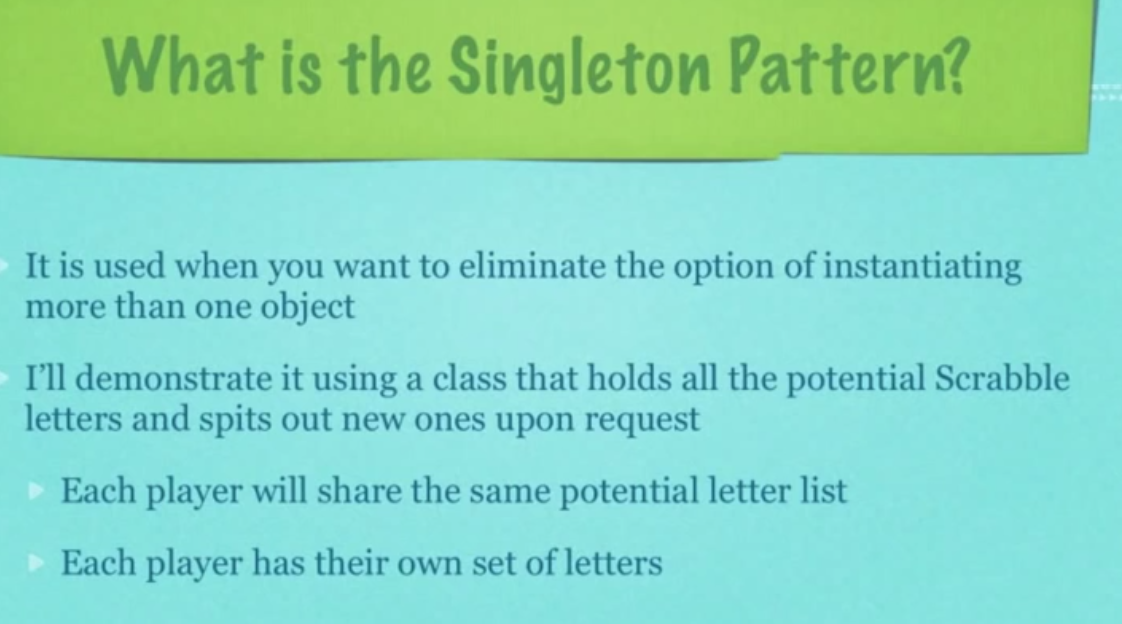 What is the Singleton Pattern?
It is used when you want to eliminate the option of instantiating
more than one object
I'll demonstrate it using a class that holds all the potential Scrabble
letters and spits out new ones upon request
Each player will share the same potential letter list
Each player has their own set of letters